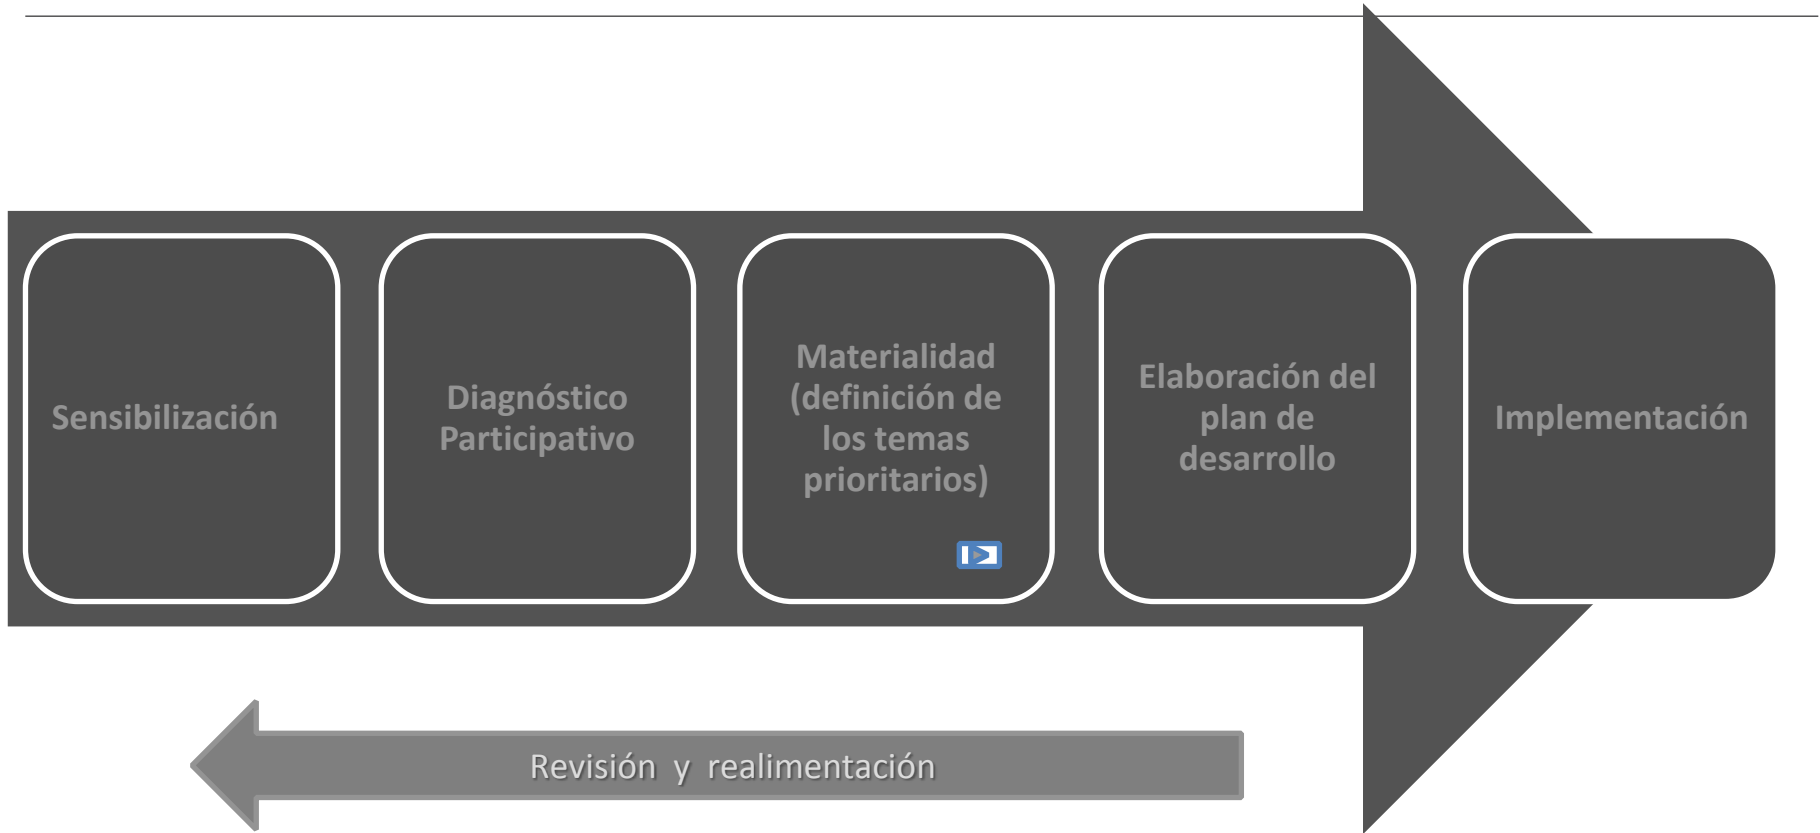 Sensibilización
Diagnóstico
Participativo
Materialidad
(definición de
los temas
prioritarios)
Elaboración del
plan de
desarrollo
Implementación
Revisión y realimentación